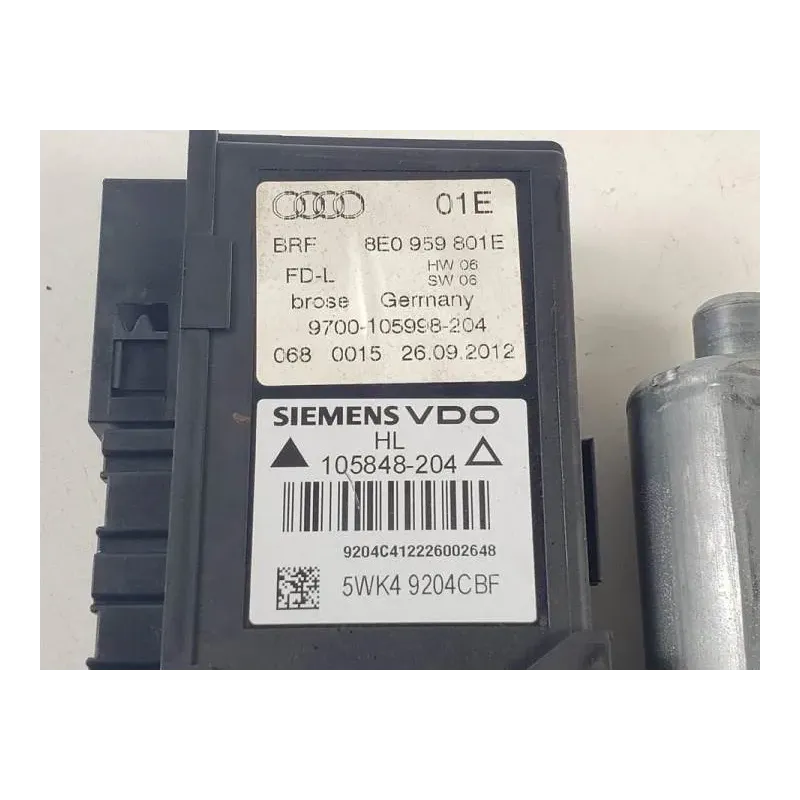 01E
BRF 8E0 959 801E
FD-L HW 06
SW 06
brose Germany
9700-105998-204
068 0015 26.09.2012
SIEMENS VDO
HL
105848-204
9204C412226002648
5WK4 9204CBF